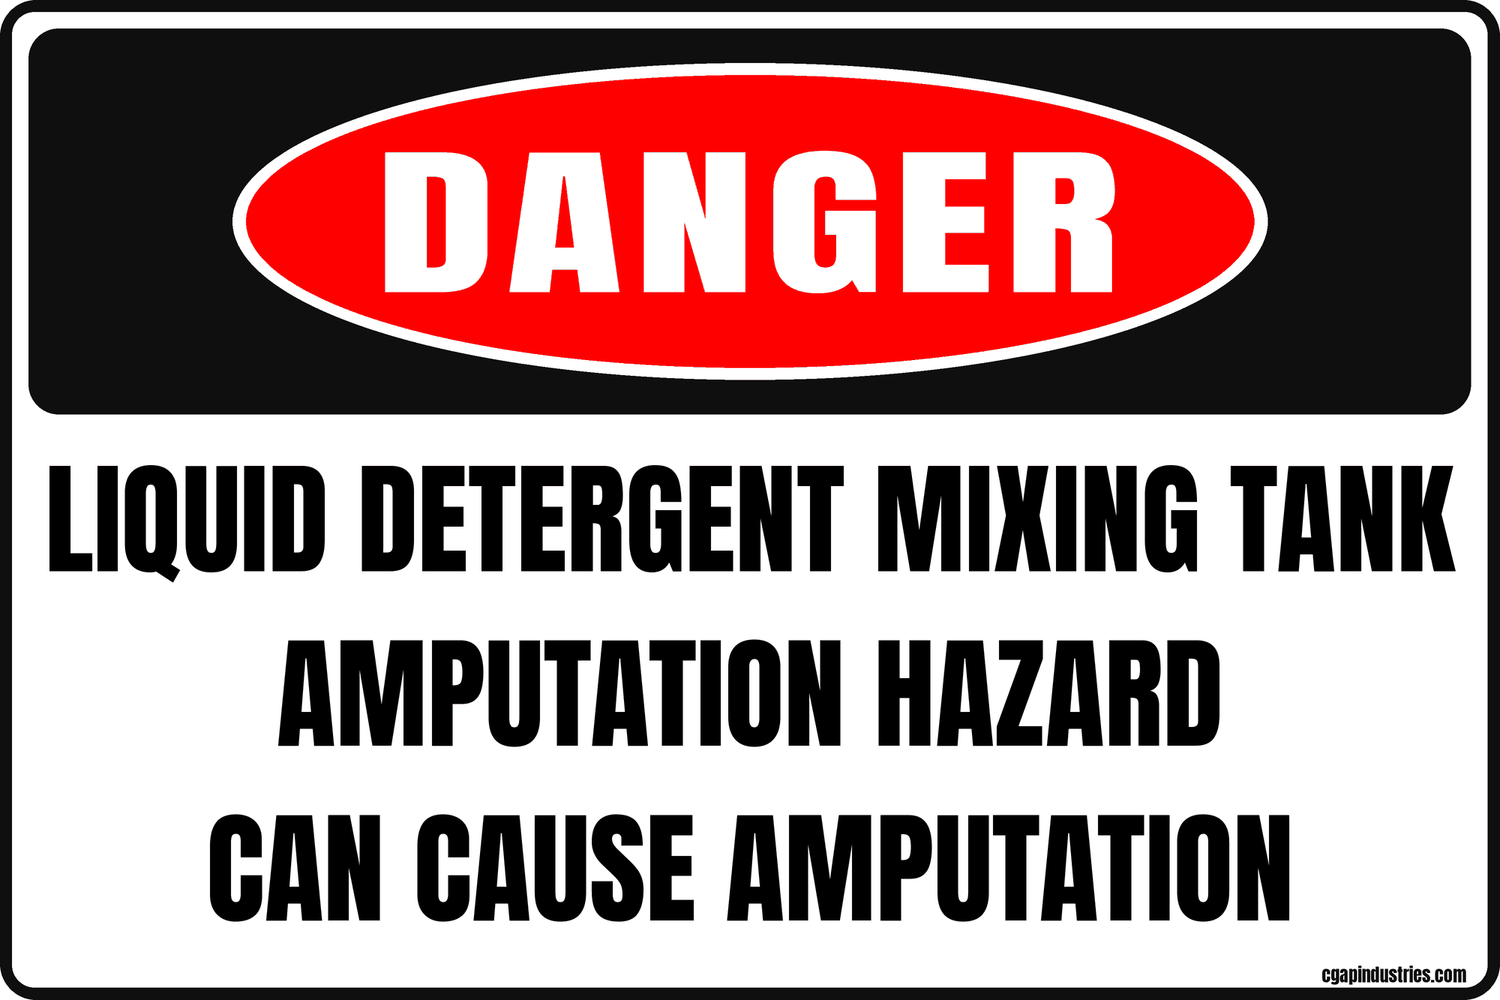 DANGER
LIQUID DETERGENT MIXING TANK
AMPUTATION HAZARD
CAN CAUSE AMPUTATION
cgapindustries.com